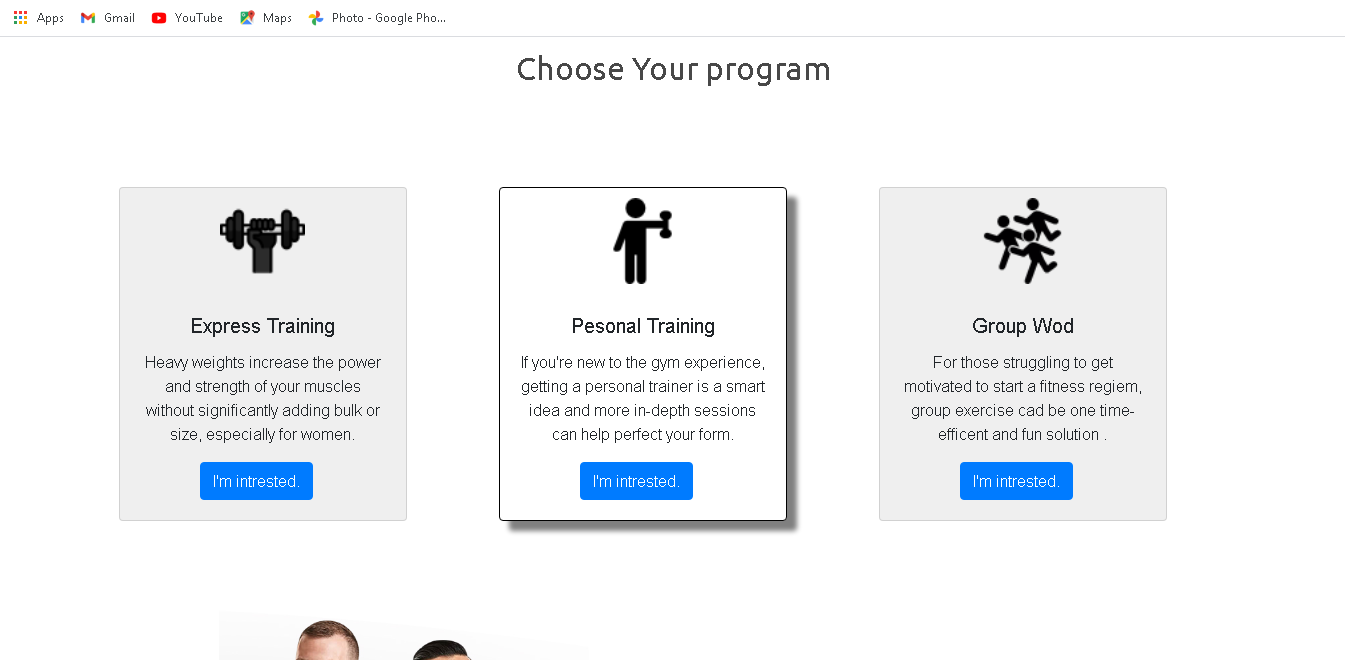 Apps Gmail YouTube Maps Photo - Google Pho...
Choose Your program
Express Training
Heavy weights increase the power
and strength of your muscles
without significantly adding bulk or
size, especially for women.
I'm intrested.
Pesonal Training
If you're new to the gym experience,
getting a personal trainer is a smart
idea and more in-depth sessions
can help perfect your form.
I'm intrested.
Group Wod
For those struggling to get
motivated to start a fitness regiem,
group exercise cad be one time-
efficent and fun solution .
I'm intrested.